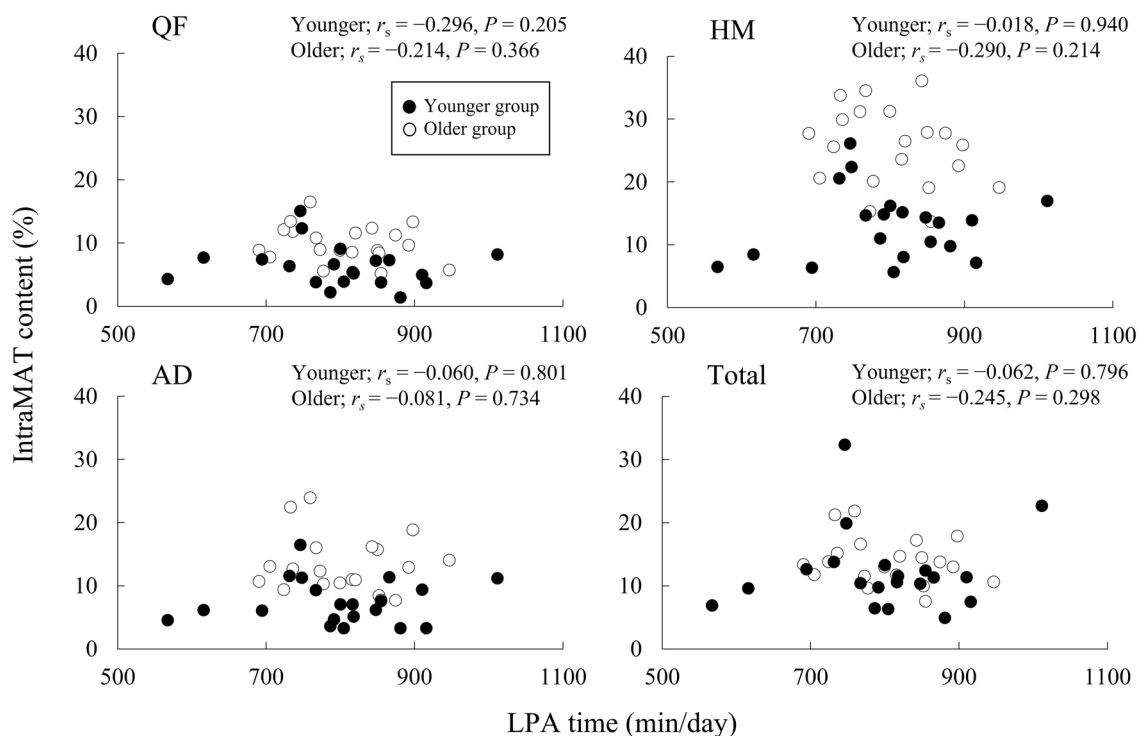 QF
Younger; rs = −0.296, P = 0.205
Older; rs = −0.214, P = 0.366
40
30
20
10
0
500 700 900 1100
Younger group
Older group
HM
Younger; rs = −0.018, P = 0.940
Older; rs = −0.290, P = 0.214
40
30
20
10
0
500 700 900 1100
AD
Younger; rs = −0.060, P = 0.801
Older; rs = −0.081, P = 0.734
40
30
20
10
0
500 700 900 1100
Total
Younger; rs = −0.062, P = 0.796
Older; rs = −0.245, P = 0.298
40
30
20
10
0
500 700 900 1100
IntraMAT content (%)
LPA time (min/day)